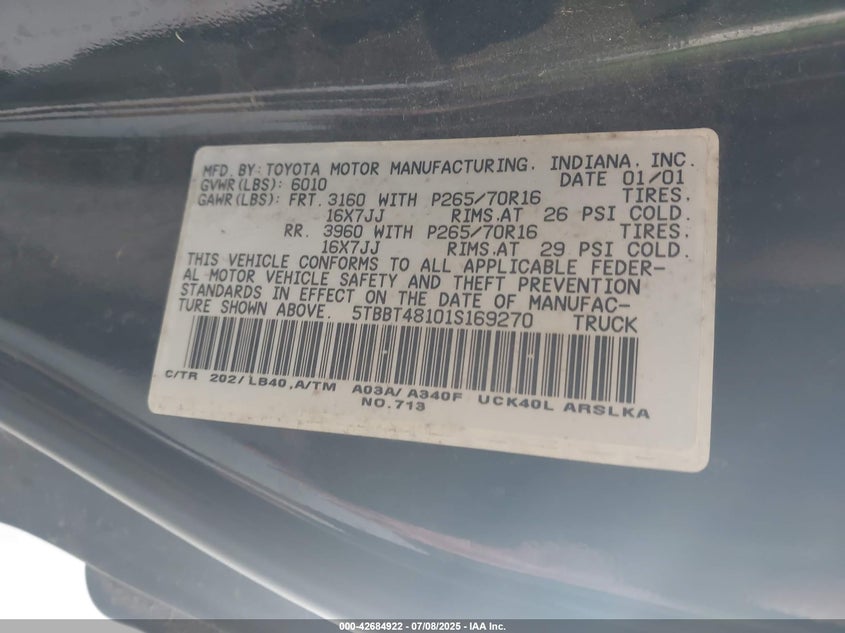 MFD. BY: TOYOTA MOTOR MANUFACTURING, INDIANA, INC.
GVWR(LBS): 6010 DATE 01/01
GAWR(LBS): FRT. 3160 WITH P265/70R16 TIRES,
16X7JJ RIMS.AT 26 PSI COLD.
RR. 3960 WITH P265/70R16 TIRES,
16X7JJ RIMS.AT 29 PSI COLD.
THIS VEHICLE CONFORMS TO ALL APPLICABLE FEDER-
AL MOTOR VEHICLE SAFETY AND THEFT PREVENTION
STANDARDS IN EFFECT ON THE DATE OF MANUFAC-
TURE SHOWN ABOVE. 5TBBT48101S169270 TRUCK
C/TR 202/LB40,A/TM A03A/A340F UCK40L ARSLKA
NO.713
000-42684922 | 07/08/2025 - IAA Inc.